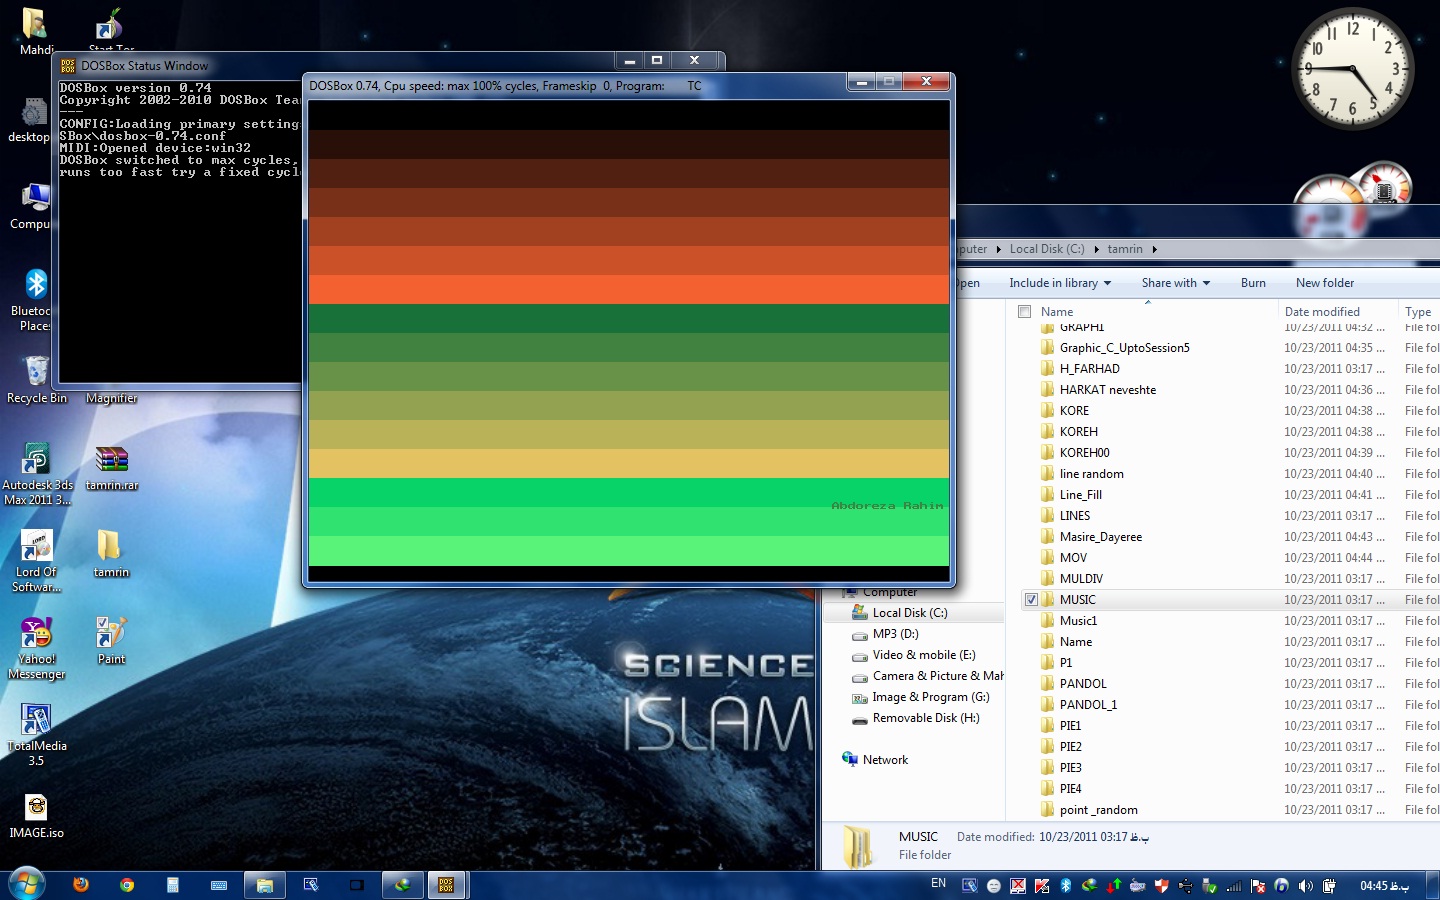 Mahdi
Start Tor
desktop
Compu
Bluetoo
Places
Recycle Bin
Magnifier
Autodesk 3ds
Max 2011 3...
tamrin.rar
Lord Of
Softwar...
tamrin
Yahoo!
Messenger
Paint
TotalMedia
3.5
IMAGE.iso
DOSBox Status Window
DOSBox version 0.74
Copyright 2002-2010 DOSBox Tea
---
CONFIG:Loading primary setting
SBox\dosbox-0.74.conf
MIDI:Opened device:win32
DOSBox switched to max cycles,
runs too fast try a fixed cycl
DOSBox 0.74, Cpu speed: max 100% cycles, Frameskip 0, Program: TC
Abdoreza Rahim
SCIENCE
ISLAM
12 1 2 3 4 5 6 7 8 9 10 11
puter Local Disk (C:) tamrin
Open Include in library Share with Burn New folder
Name Date modified Type
GRAPH1 10/23/2011 04:32 ... File fol
Graphic_C_UptoSession5 10/23/2011 04:35 ... File fol
H_FARHAD 10/23/2011 03:17 ... File fol
HARKAT neveshte 10/23/2011 04:36 ... File fol
KORE 10/23/2011 04:38 ... File fol
KOREH 10/23/2011 04:38 ... File fol
KOREH00 10/23/2011 04:39 ... File fol
line random 10/23/2011 04:40 ... File fol
Line_Fill 10/23/2011 04:41 ... File fol
LINES 10/23/2011 03:17 ... File fol
Masire_Dayeree 10/23/2011 04:43 ... File fol
MOV 10/23/2011 04:44 ... File fol
MULDIV 10/23/2011 03:17 ... File fol
MUSIC 10/23/2011 03:17 ... File fol
Music1 10/23/2011 03:17 ... File fol
Name 10/23/2011 03:17 ... File fol
P1 10/23/2011 03:17 ... File fol
PANDOL 10/23/2011 03:17 ... File fol
PANDOL_1 10/23/2011 03:17 ... File fol
PIE1 10/23/2011 03:17 ... File fol
PIE2 10/23/2011 03:17 ... File fol
PIE3 10/23/2011 03:17 ... File fol
PIE4 10/23/2011 03:17 ... File fol
point _random 10/23/2011 03:17 ... File fol
Computer
Local Disk (C:)
MP3 (D:)
Video & mobile (E:)
Camera & Picture & Mah
Image & Program (G:)
Removable Disk (H:)
Network
MUSIC Date modified: 10/23/2011 03:17 ب.ظ
File folder
EN
04:45 ب.ظ